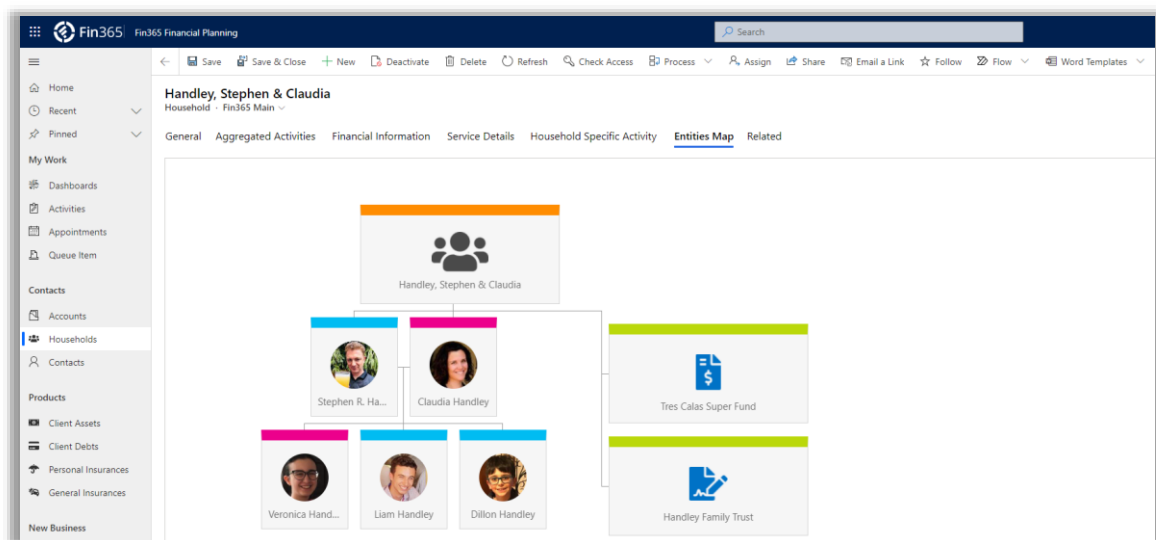 Fin365 Fin365 Financial Planning
Search
Save Save & Close New Deactivate Delete Refresh Check Access Process Assign Share Email a Link Follow Flow Word Templates
Home
Recent
Pinned
My Work
Dashboards
Activities
Appointments
Queue Item
Contacts
Accounts
Households
Contacts
Products
Client Assets
Client Debts
Personal Insurances
General Insurances
New Business
Handley, Stephen & Claudia
Household · Fin365 Main
General Aggregated Activities Financial Information Service Details Household Specific Activity Entities Map Related
Handley, Stephen & Claudia
Stephen R. Ha... Claudia Handley
Tres Calas Super Fund
Veronica Hand... Liam Handley Dillon Handley
Handley Family Trust